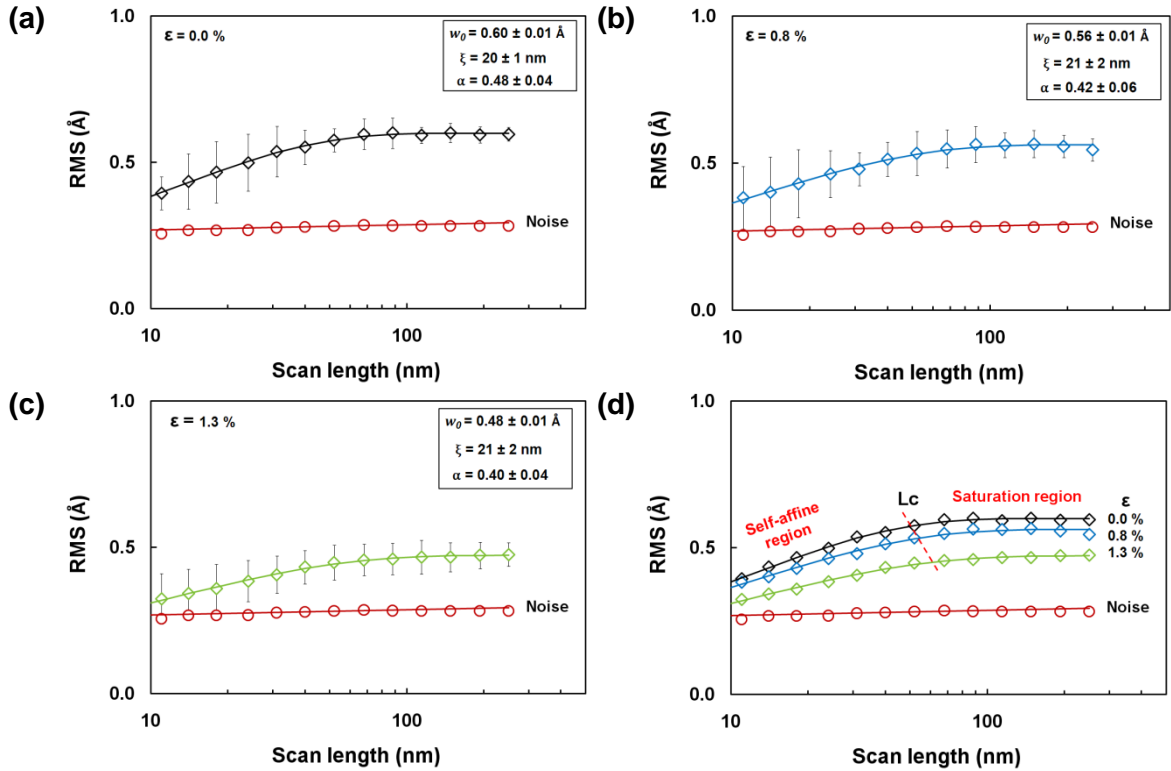 (a)
1.0
0.5
0.0
RMS (Å)
ε = 0.0 %
w₀ = 0.60 ± 0.01 Å
ξ = 20 ± 1 nm
α = 0.48 ± 0.04
Noise
10
100
Scan length (nm)
(b)
1.0
0.5
0.0
RMS (Å)
ε = 0.8 %
w₀ = 0.56 ± 0.01 Å
ξ = 21 ± 2 nm
α = 0.42 ± 0.06
Noise
10
100
Scan length (nm)
(c)
1.0
0.5
0.0
RMS (Å)
ε = 1.3 %
w₀ = 0.48 ± 0.01 Å
ξ = 21 ± 2 nm
α = 0.40 ± 0.04
Noise
10
100
Scan length (nm)
(d)
1.0
0.5
0.0
RMS (Å)
Self-affine
region
Lc
Saturation region
ε
0.0 %
0.8 %
1.3 %
Noise
10
100
Scan length (nm)